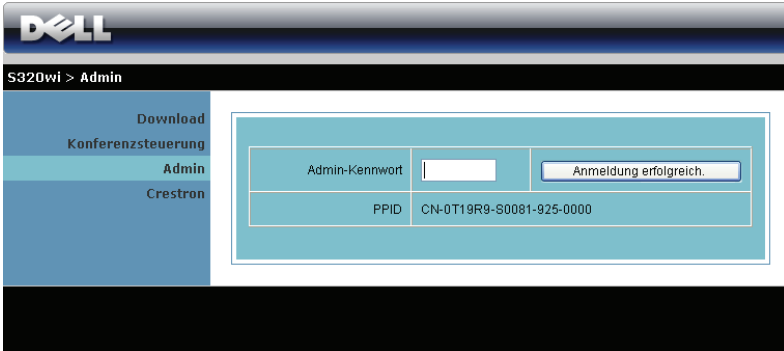 DELL
S320wi > Admin
Download
Konferenzsteuerung
Admin
Crestron
Admin-Kennwort
Anmeldung erfolgreich.
PPID
CN-0T19R9-S0081-925-0000